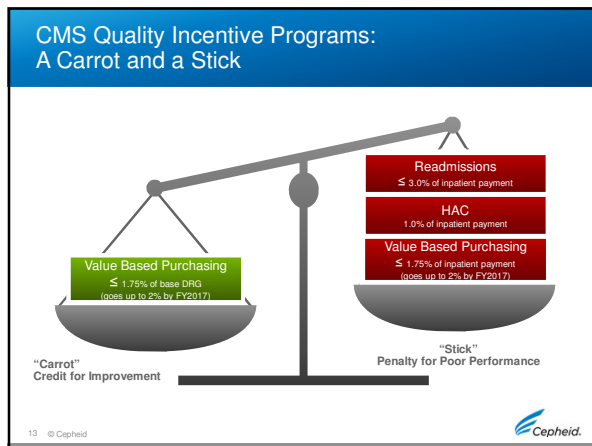 CMS Quality Incentive Programs:
A Carrot and a Stick
Readmissions
≤ 3.0% of inpatient payment
HAC
1.0% of inpatient payment
Value Based Purchasing
≤ 1.75% of inpatient payment
(goes up to 2% by FY2017)
Value Based Purchasing
≤ 1.75% of base DRG
(goes up to 2% by FY2017)
“Carrot”
Credit for Improvement
“Stick”
Penalty for Poor Performance
13 © Cepheid
Cepheid.